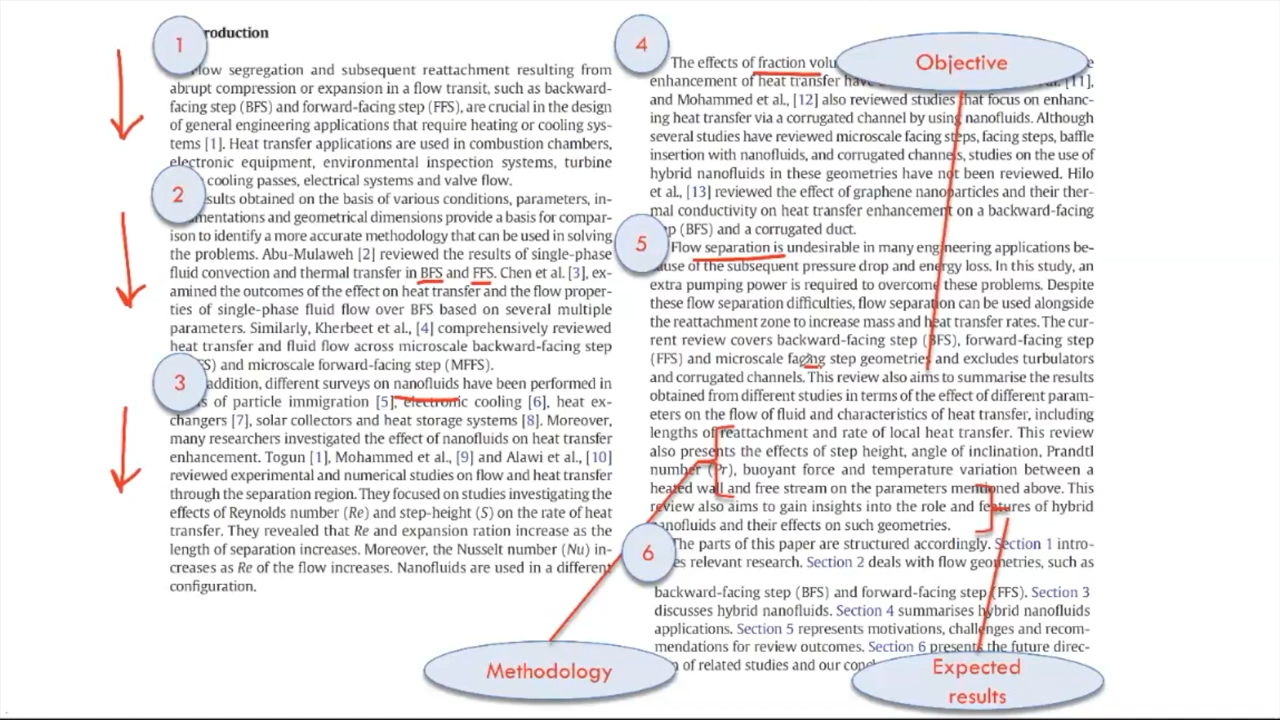 1
roduction
low segregation and subsequent reattachment resulting from
abrupt compression or expansion in a flow transit, such as backward-
facing step (BFS) and forward-facing step (FFS), are crucial in the design
of general engineering applications that require heating or cooling sys-
tems [1]. Heat transfer applications are used in combustion chambers,
electronic equipment, environmental inspection systems, turbine
cooling passes, electrical systems and valve flow.
2
sults obtained on the basis of various conditions, parameters, in-
mentations and geometrical dimensions provide a basis for compar-
ison to identify a more accurate methodology that can be used in solving
the problems. Abu-Mulaweh [2] reviewed the results of single-phase
fluid convection and thermal transfer in BFS and FFS. Chen et al. [3], ex-
amined the outcomes of the effect on heat transfer and the flow proper-
ties of single-phase fluid flow over BFS based on several multiple
parameters. Similarly, Kherbeet et al., [4] comprehensively reviewed
heat transfer and fluid flow across microscale backward-facing step
S) and microscale forward-facing step (MFFS).
3
addition, different surveys on nanofluids have been performed in
s of particle immigration [5], electronic cooling [6], heat ex-
changers [7], solar collectors and heat storage systems [8]. Moreover,
many researchers investigated the effect of nanofluids on heat transfer
enhancement. Togun [1], Mohammed et al., [9] and Alawi et al., [10]
reviewed experimental and numerical studies on flow and heat transfer
through the separation region. They focused on studies investigating the
effects of Reynolds number (Re) and step-height (S) on the rate of heat
transfer. They revealed that Re and expansion ration increase as the
length of separation increases. Moreover, the Nusselt number (Nu) in-
creases as Re of the flow increases. Nanofluids are used in a different
configuration.
4
The effects of fraction volu e
Objective
enhancement of heat transfer have [11],
and Mohammed et al., [12] also reviewed studies that focus on enhanc-
ing heat transfer via a corrugated channel by using nanofluids. Although
several studies have reviewed microscale facing steps, facing steps, baffle
insertion with nanofluids, and corrugated channels, studies on the use of
hybrid nanofluids in these geometries have not been reviewed. Hilo
et al., [13] reviewed the effect of graphene nanoparticles and their ther-
mal conductivity on heat transfer enhancement on a backward-facing
p (BFS) and a corrugated duct.
5
Flow separation is undesirable in many engineering applications be-
ause of the subsequent pressure drop and energy loss. In this study, an
extra pumping power is required to overcome these problems. Despite
these flow separation difficulties, flow separation can be used alongside
the reattachment zone to increase mass and heat transfer rates. The cur-
rent review covers backward-facing step (BFS), forward-facing step
(FFS) and microscale facing step geometries and excludes turbulators
and corrugated channels. This review also aims to summarise the results
obtained from different studies in terms of the effect of different param-
eters on the flow of fluid and characteristics of heat transfer, including
lengths of reattachment and rate of local heat transfer. This review
also presents the effects of step height, angle of inclination, Prandtl
number (Pr), buoyant force and temperature variation between a
heated wall and free stream on the parameters mentioned above. This
review also aims to gain insights into the role and features of hybrid
anofluids and their effects on such geometries.
6
The parts of this paper are structured accordingly. Section 1 intro-
es relevant research. Section 2 deals with flow geometries, such as
backward-facing step (BFS) and forward-facing step (FFS). Section 3
discusses hybrid nanofluids. Section 4 summarises hybrid nanofluids
applications. Section 5 represents motivations, challenges and recom-
mendations for review outcomes. Section 6 presents the future direc-
of related studies and our conc
Methodology
Expected
results